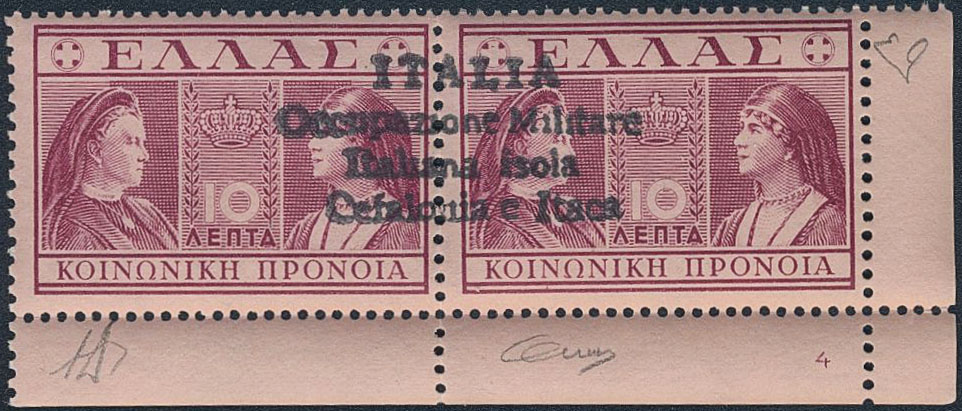 ΕΛΛΑΣ ΕΛΛΑΣ
ITALIA
Occupazione Militare
Italiana isola
Cefalonia e Itaca
10 10
ΛΕΠΤΑ ΛΕΠΤΑ
ΚΟΙΝΩΝΙΚΗ ΠΡΟΝΟΙΑ ΚΟΙΝΩΝΙΚΗ ΠΡΟΝΟΙΑ
4